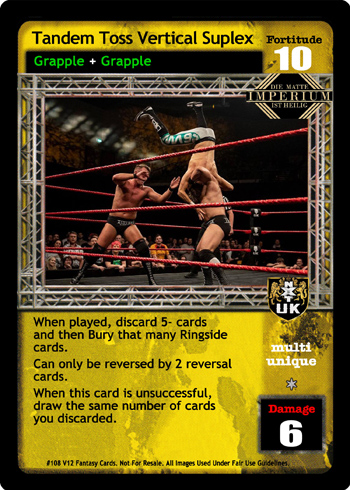 Tandem Toss Vertical Suplex
Fortitude
10
Grapple + Grapple
DIE MATTE
IMPERIUM
IST HEILIG
NXT
UK
When played, discard 5- cards
and then Bury that many Ringside
cards.
Can only be reversed by 2 reversal
cards.
When this card is unsuccessful,
draw the same number of cards
you discarded.
multi
unique
Damage
6
#108 V12 Fantasy Cards. Not For Resale. All Images Used Under Fair Use Guidelines.